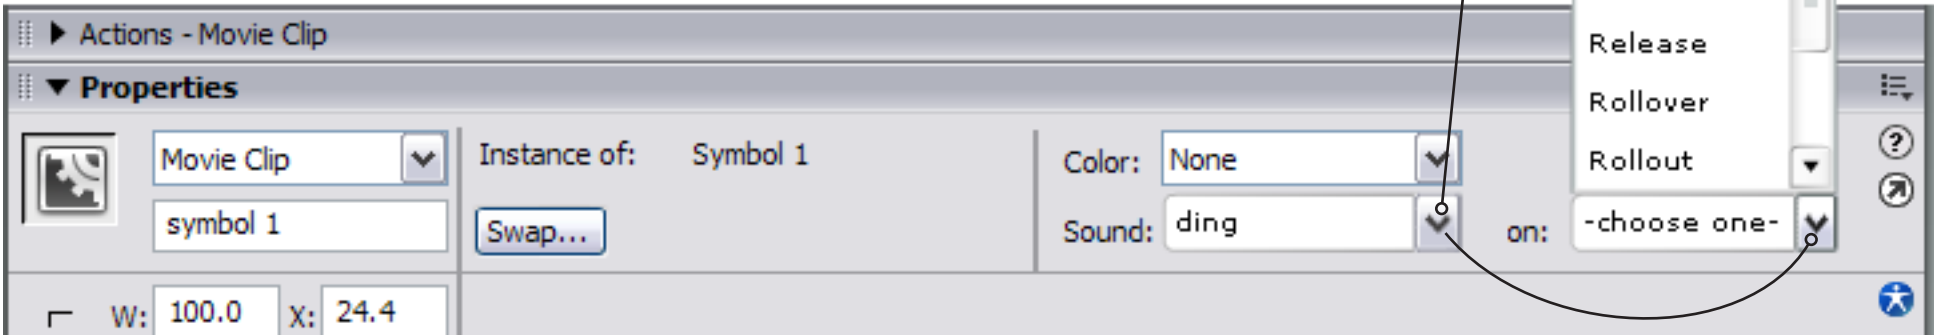 Actions - Movie Clip
Release
Properties
Rollover
Movie Clip
Instance of: Symbol 1
Color: None
Rollout
symbol 1
Swap...
Sound: ding
on: -choose one-
W: 100.0 X: 24.4